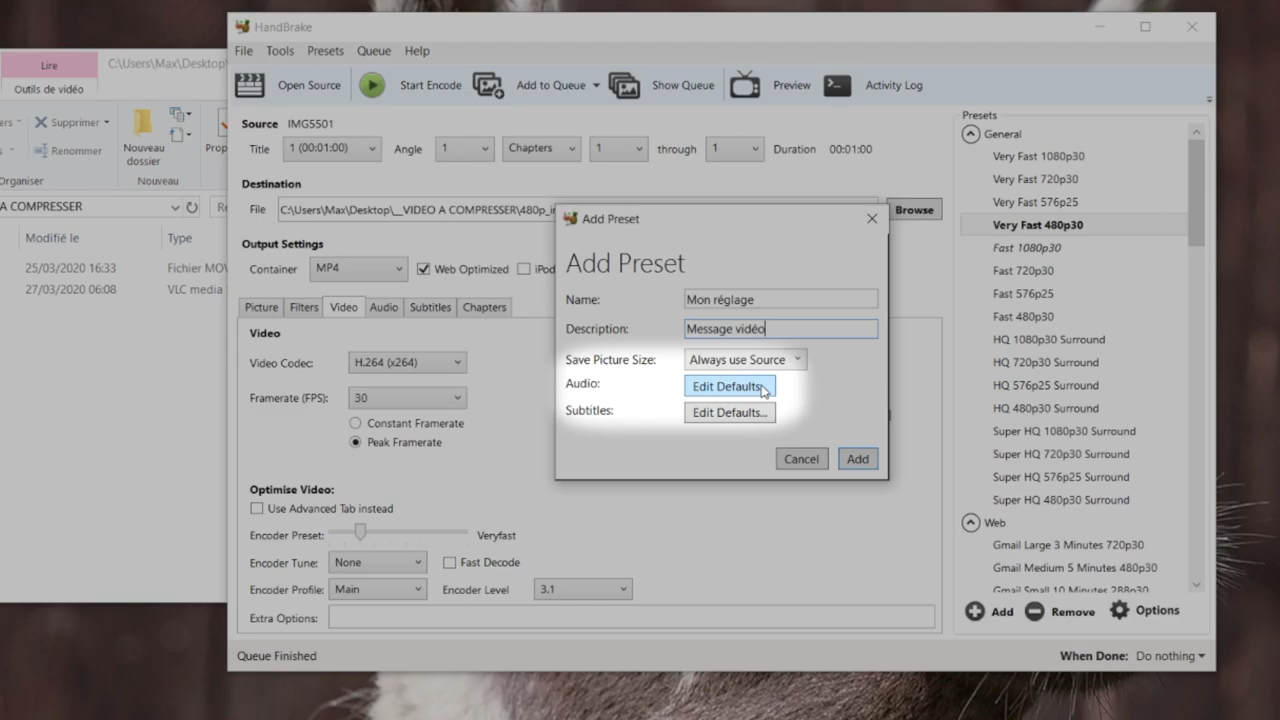 Lire
C:\Users\Max\Desktop\
Outils de vidéo
Supprimer
Renommer
Nouveau
dossier
Organiser
Nouveau
A COMPRESSER
Modifié le
Type
25/03/2020 16:33
Fichier MOV
27/03/2020 06:08
VLC media
HandBrake
File Tools Presets Queue Help
Open Source Start Encode Add to Queue Show Queue Preview Activity Log
Source IMG5501
Title 1 (00:01:00) Angle 1 Chapters 1 through 1 Duration 00:01:00
Destination
File C:\Users\Max\Desktop\__VIDEO A COMPRESSER\480p_i Browse
Output Settings
Container MP4 Web Optimized iPod
Picture Filters Video Audio Subtitles Chapters
Video
Video Codec: H.264 (x264)
Framerate (FPS): 30
Constant Framerate
Peak Framerate
Optimise Video:
Use Advanced Tab instead
Encoder Preset: Veryfast
Encoder Tune: None Fast Decode
Encoder Profile: Main Encoder Level 3.1
Extra Options:
Queue Finished
When Done: Do nothing
Add Preset
Add Preset
Name: Mon réglage
Description: Message vidéo
Save Picture Size: Always use Source
Audio: Edit Defaults...
Subtitles: Edit Defaults...
Cancel Add
Presets
General
Very Fast 1080p30
Very Fast 720p30
Very Fast 576p25
Very Fast 480p30
Fast 1080p30
Fast 720p30
Fast 576p25
Fast 480p30
HQ 1080p30 Surround
HQ 720p30 Surround
HQ 576p25 Surround
HQ 480p30 Surround
Super HQ 1080p30 Surround
Super HQ 720p30 Surround
Super HQ 576p25 Surround
Super HQ 480p30 Surround
Web
Gmail Large 3 Minutes 720p30
Gmail Medium 5 Minutes 480p30
Gmail Small 10 Minutes 288p30
Add Remove Options